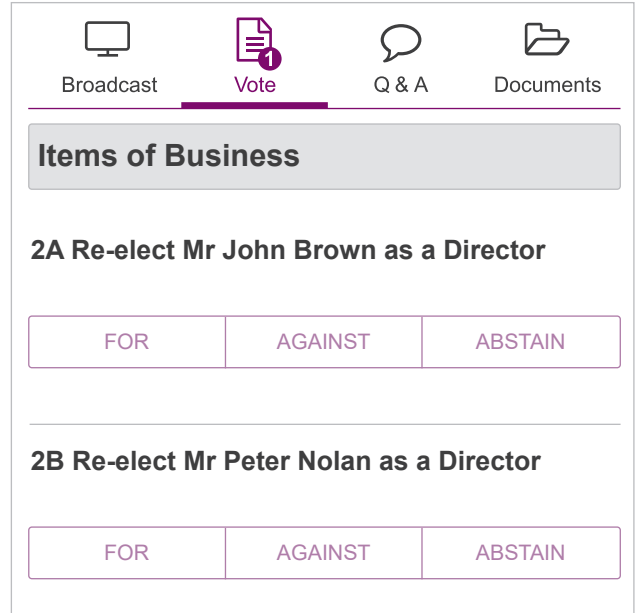 1
Broadcast Vote Q & A Documents
Items of Business
2A Re-elect Mr John Brown as a Director
FOR AGAINST ABSTAIN
2B Re-elect Mr Peter Nolan as a Director
FOR AGAINST ABSTAIN